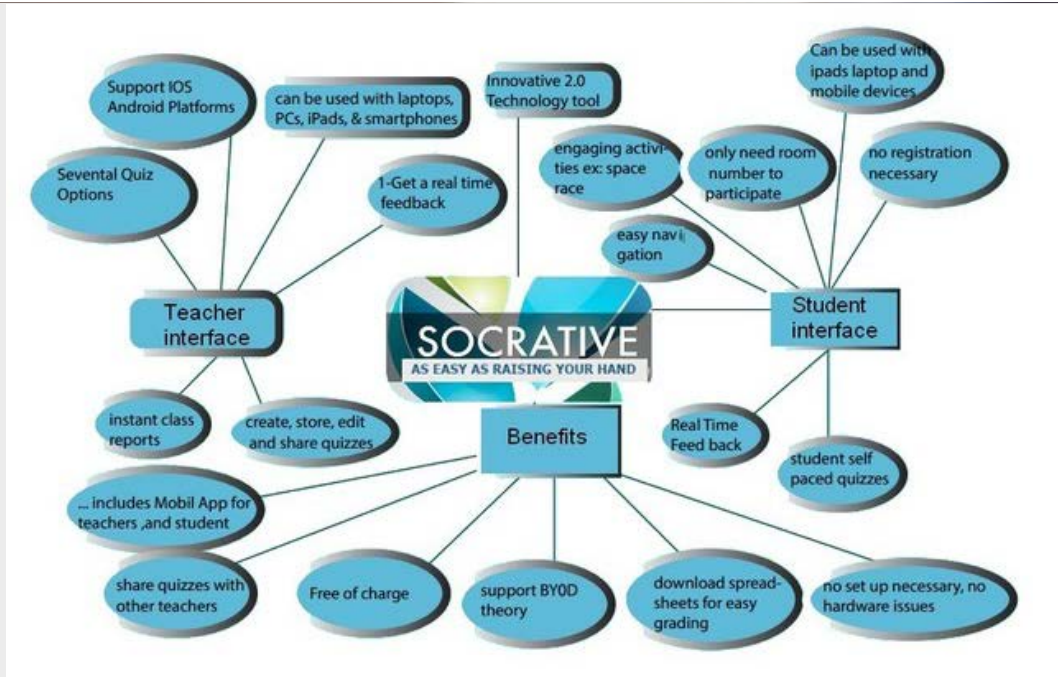 Support IOS
Android Platforms
can be used with laptops,
PCs, iPads, & smartphones
Innovative 2.0
Technology tool
Can be used with
ipads laptop and
mobile devices
Sevental Quiz
Options
1-Get a real time
feedback
engaging activi-
ties ex: space
race
only need room
number to
participate
no registration
necessary
easy navi
gation
Teacher
interface
SOCRATIVE
AS EASY AS RAISING YOUR HAND
Student
interface
instant class
reports
create, store, edit
and share quizzes
Benefits
Real Time
Feed back
student self
paced quizzes
... includes Mobil App for
teachers ,and student
share quizzes with
other teachers
Free of charge
support BY0D
theory
download spread-
sheets for easy
grading
no set up necessary, no
hardware issues